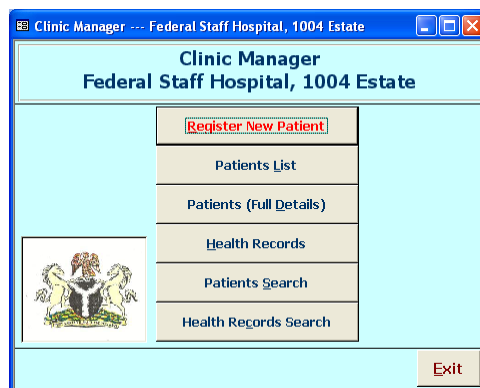 Clinic Manager --- Federal Staff Hospital, 1004 Estate
Clinic Manager
Federal Staff Hospital, 1004 Estate
Register New Patient
Patients List
Patients (Full Details)
Health Records
Patients Search
Health Records Search
Exit